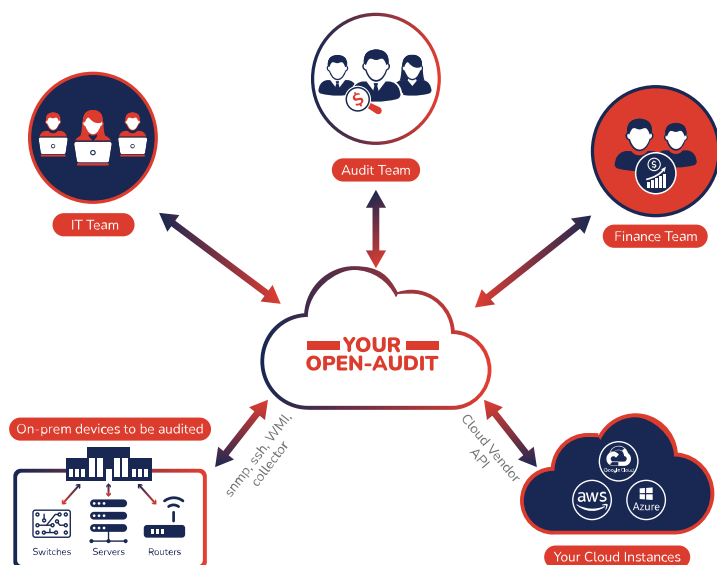 Audit Team
IT Team
Finance Team
YOUR
OPEN-AUDIT
On-prem devices to be audited
snmp, ssh, WMI,
collector
Cloud Vendor
API
Google Cloud
aws
Azure
Switches
Servers
Routers
Your Cloud Instances